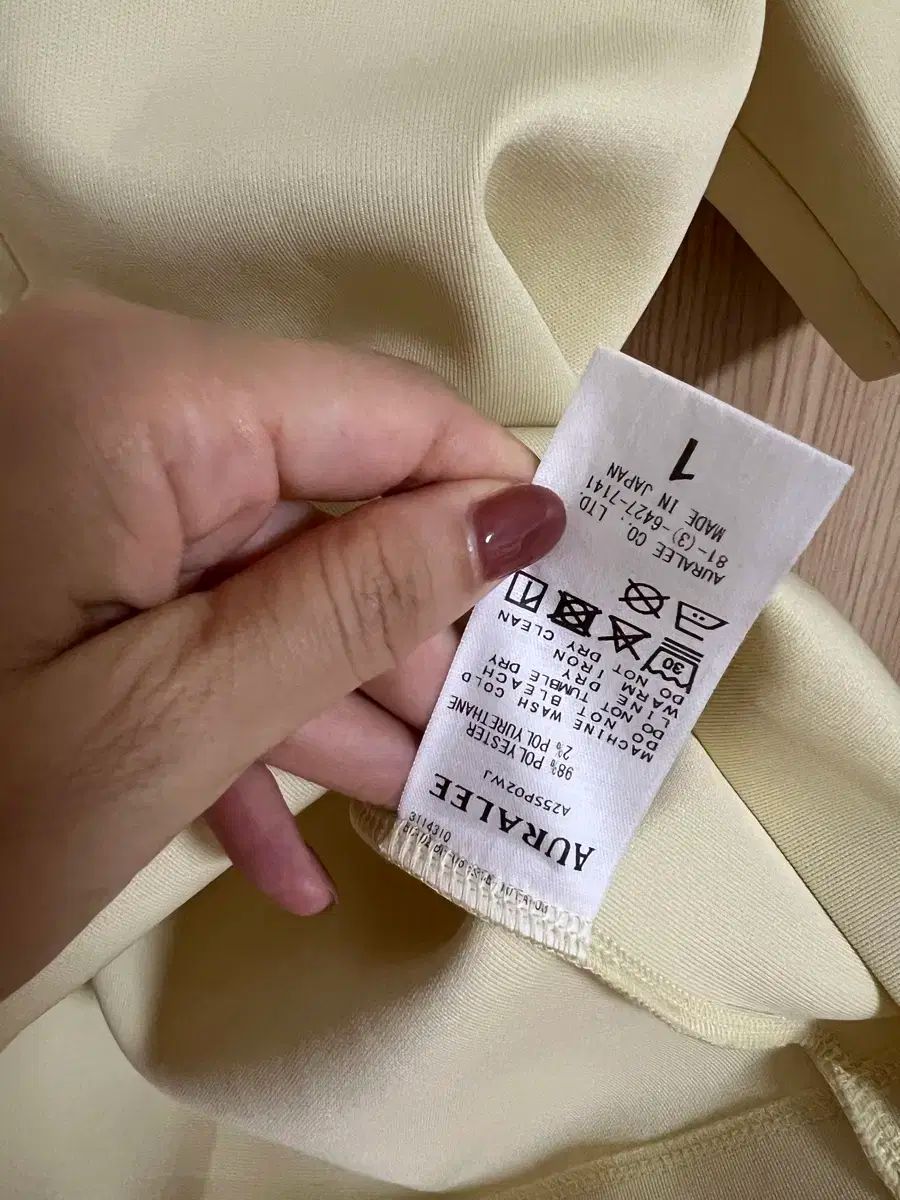 3114310
AURALEE
A25SP02WJ
98% POLYESTER
2% POLYURETHANE
MACHINE WASH COLD
DO NOT BLEACH
DO NOT TUMBLE DRY
LINE DRY
WARM IRON
DO NOT DRY CLEAN
30
AURALEE CO., LTD.
81-(3)-6427-7141
MADE IN JAPAN
1